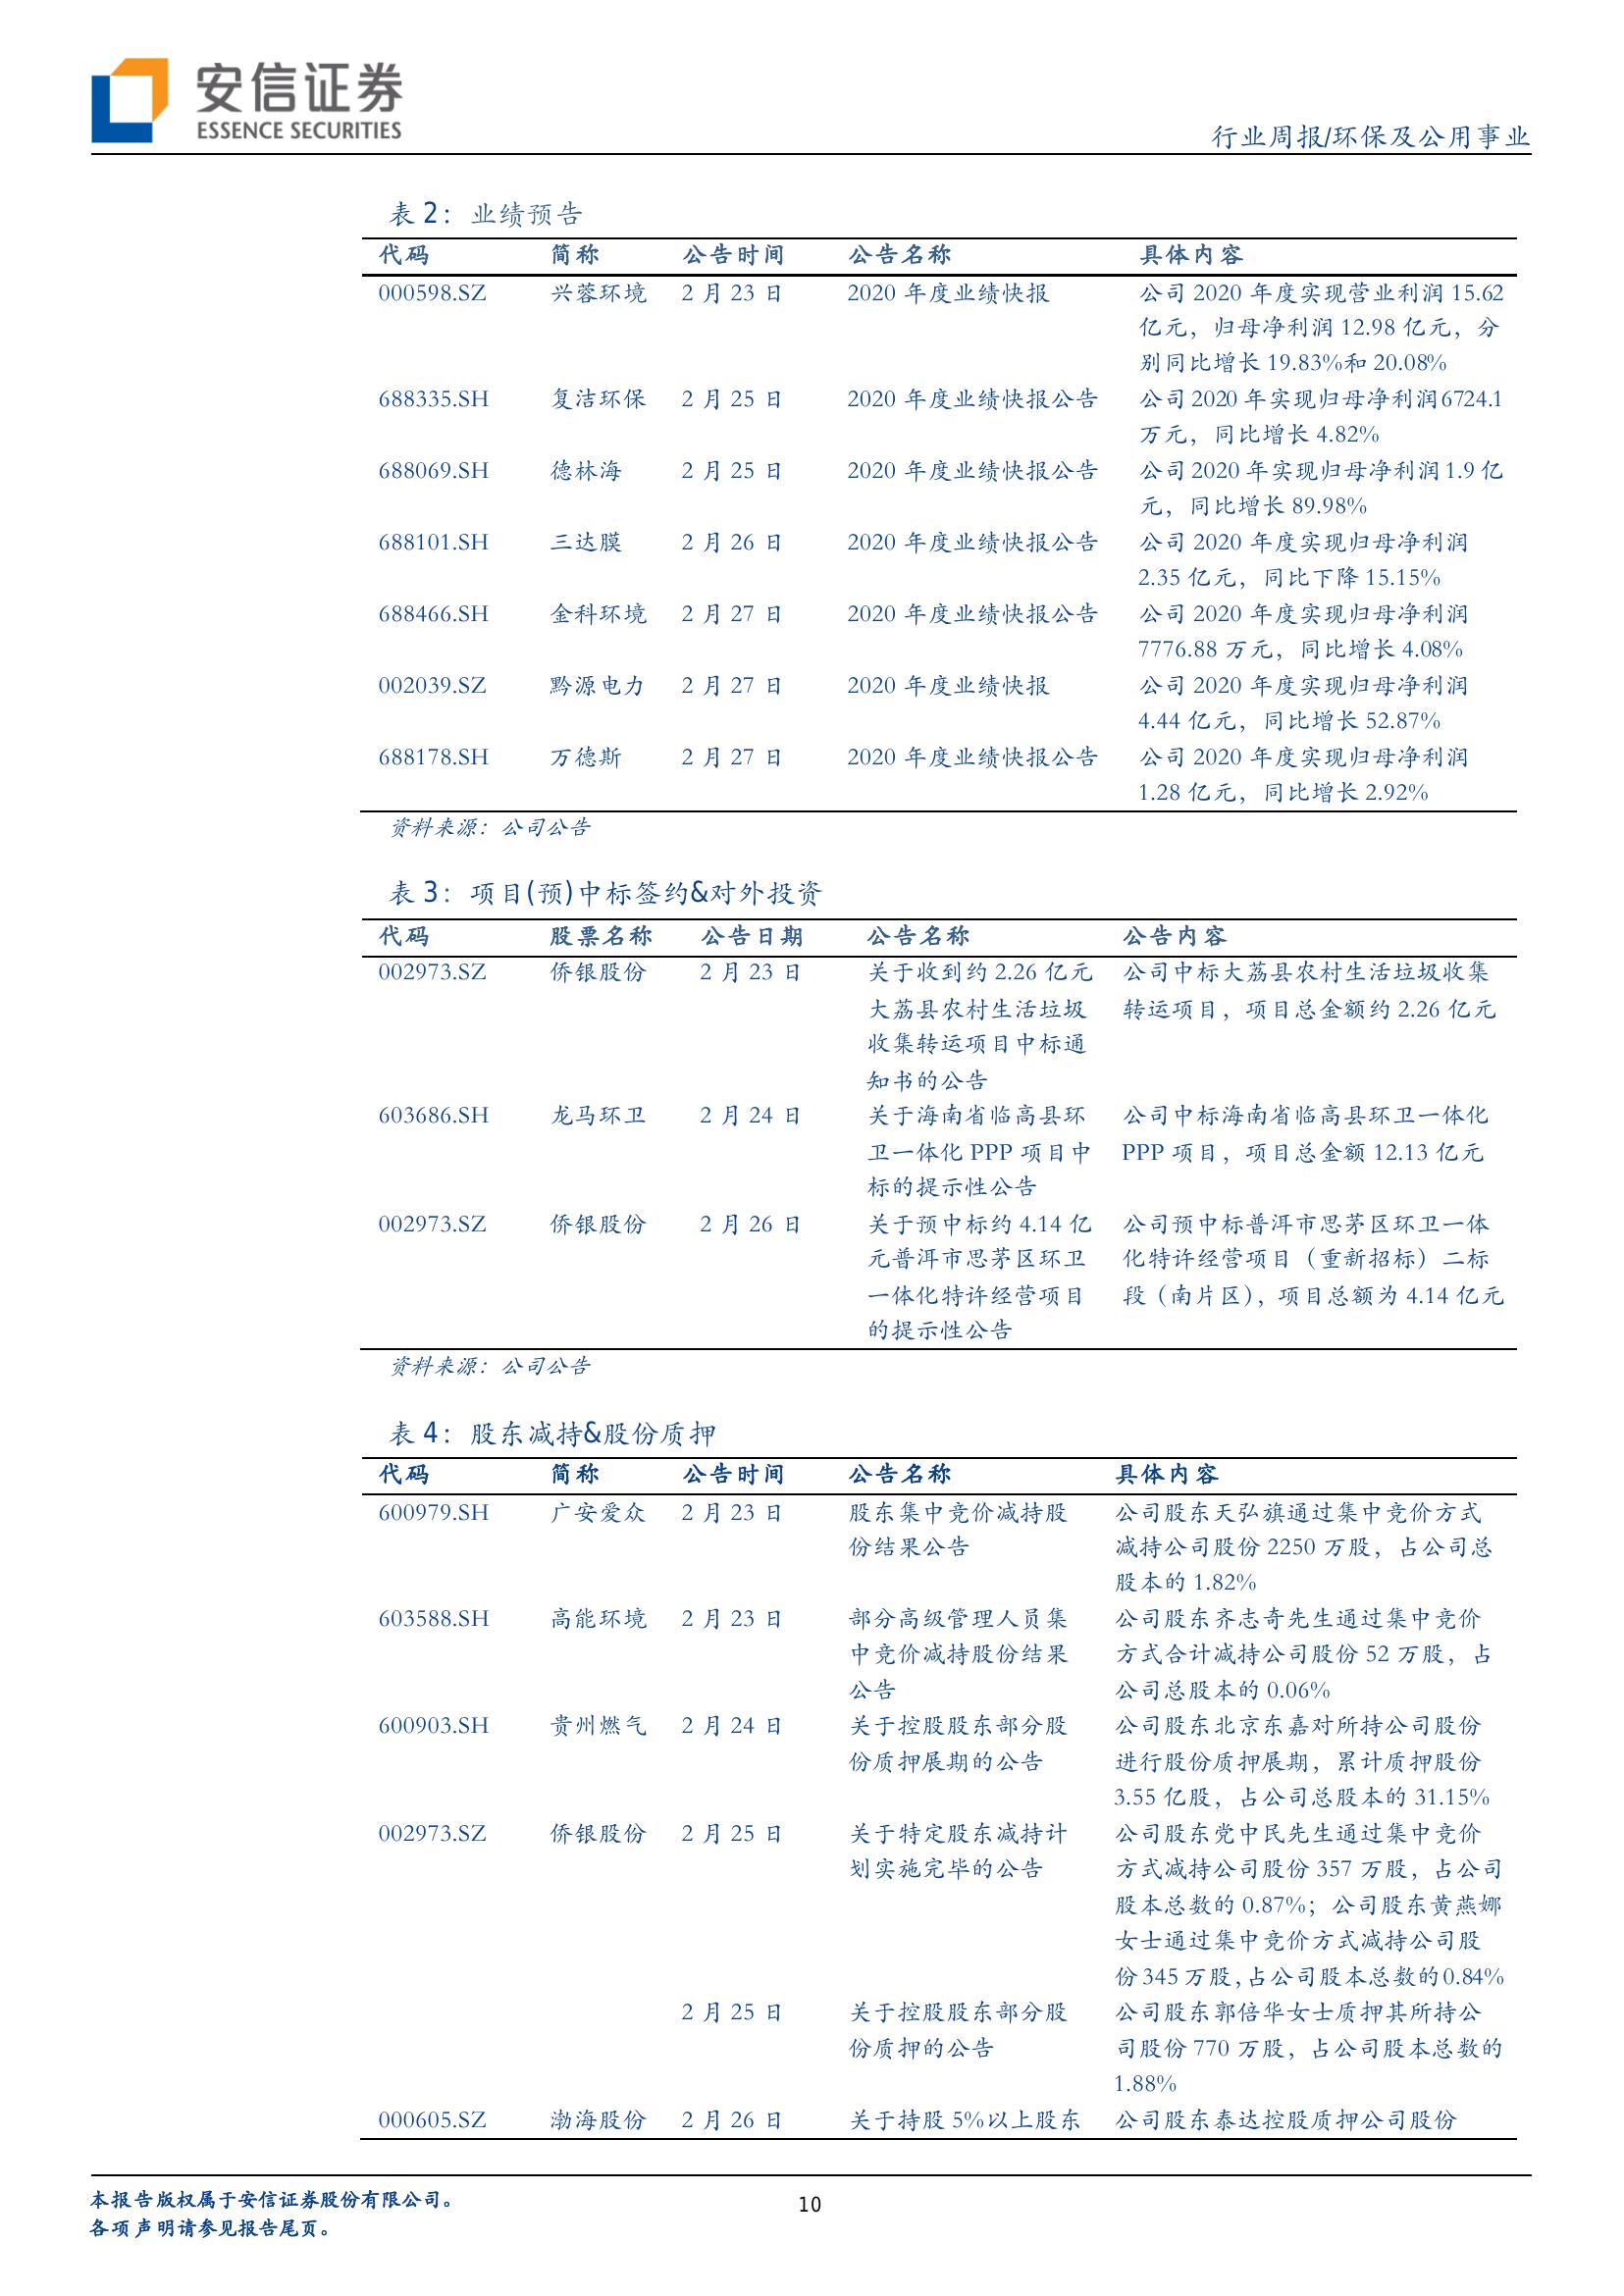 安信证券
ESSENCE SECURITIES
行业周报/环保及公用事业
表 2：业绩预告
代码 简称 公告时间 公告名称 具体内容
000598.SZ 兴蓉环境 2 月 23 日 2020 年度业绩快报 公司 2020 年度实现营业利润 15.62
亿元，归母净利润 12.98 亿元，分
别同比增长 19.83%和 20.08%
688335.SH 复洁环保 2 月 25 日 2020 年度业绩快报公告 公司 2020 年实现归母净利润 6724.1
万元，同比增长 4.82%
688069.SH 德林海 2 月 25 日 2020 年度业绩快报公告 公司 2020 年实现归母净利润 1.9 亿
元，同比增长 89.98%
688101.SH 三达膜 2 月 26 日 2020 年度业绩快报公告 公司 2020 年度实现归母净利润
2.35 亿元，同比下降 15.15%
688466.SH 金科环境 2 月 27 日 2020 年度业绩快报公告 公司 2020 年度实现归母净利润
7776.88 万元，同比增长 4.08%
002039.SZ 黔源电力 2 月 27 日 2020 年度业绩快报 公司 2020 年度实现归母净利润
4.44 亿元，同比增长 52.87%
688178.SH 万德斯 2 月 27 日 2020 年度业绩快报公告 公司 2020 年度实现归母净利润
1.28 亿元，同比增长 2.92%
资料来源：公司公告
表 3：项目(预)中标签约&对外投资
代码 股票名称 公告日期 公告名称 公告内容
002973.SZ 侨银股份 2 月 23 日 关于收到约 2.26 亿元 公司中标大荔县农村生活垃圾收集
大荔县农村生活垃圾 转运项目，项目总金额约 2.26 亿元
收集转运项目中标通
知书的公告
603686.SH 龙马环卫 2 月 24 日 关于海南省临高县环 公司中标海南省临高县环卫一体化
卫一体化 PPP 项目中 PPP 项目，项目总金额 12.13 亿元
标的提示性公告
002973.SZ 侨银股份 2 月 26 日 关于预中标约 4.14 亿 公司预中标普洱市思茅区环卫一体
元普洱市思茅区环卫 化特许经营项目（重新招标）二标
一体化特许经营项目 段（南片区），项目总额为 4.14 亿元
的提示性公告
资料来源：公司公告
表 4：股东减持&股份质押
代码 简称 公告时间 公告名称 具体内容
600979.SH 广安爱众 2 月 23 日 股东集中竞价减持股 公司股东天弘旗通过集中竞价方式
份结果公告 减持公司股份 2250 万股，占公司总
股本的 1.82%
603588.SH 高能环境 2 月 23 日 部分高级管理人员集 公司股东齐志奇先生通过集中竞价
中竞价减持股份结果 方式合计减持公司股份 52 万股，占
公告 公司总股本的 0.06%
600903.SH 贵州燃气 2 月 24 日 关于控股股东部分股 公司股东北京东嘉对所持公司股份
份质押展期的公告 进行股份质押展期，累计质押股份
3.55 亿股，占公司总股本的 31.15%
002973.SZ 侨银股份 2 月 25 日 关于特定股东减持计 公司股东党中民先生通过集中竞价
划实施完毕的公告 方式减持公司股份 357 万股，占公司
股本总数的 0.87%；公司股东黄燕娜
女士通过集中竞价方式减持公司股
份 345 万股，占公司股本总数的 0.84%
2 月 25 日 关于控股股东部分股 公司股东郭倍华女士质押其所持公
份质押的公告 司股份 770 万股，占公司股本总数的
1.88%
000605.SZ 渤海股份 2 月 26 日 关于持股 5%以上股东 公司股东泰达控股质押公司股份
本报告版权属于安信证券股份有限公司。
10
各项声明请参见报告尾页。